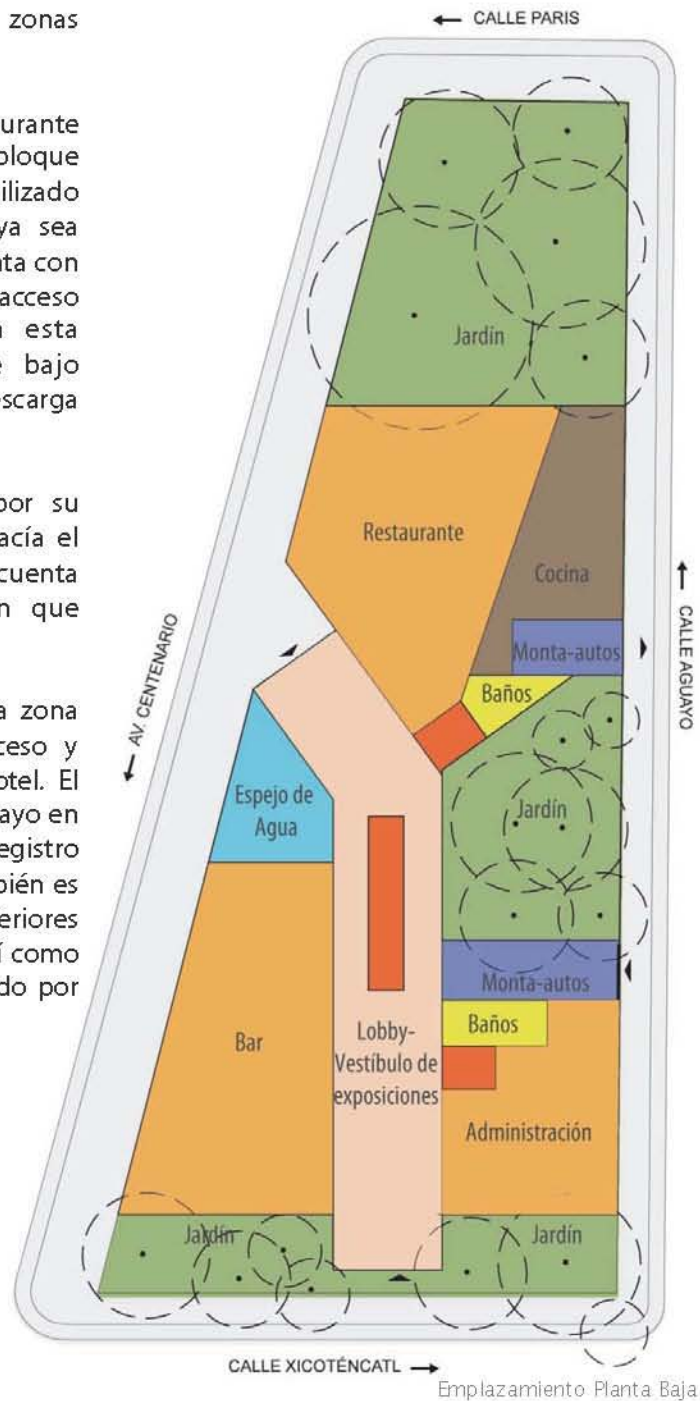 zonas
urante
bloque
ilizado
ya sea
ata con
acceso
esta
bajo
escarga
por su
acía el
cuenta
n que
a zona
ceso y
otel. El
ayo en
egistro
bién es
eriores
í como
do por
CALLE PARIS
Jardín
Restaurante
Cocina
Monta-autos
CALLE AGUAYO
AV. CENTENARIO
Baños
Espejo de
Agua
Jardín
Monta-autos
Baños
Bar
Lobby-
Vestíbulo de
exposiciones
Administración
Jardín
Jardín
CALLE XICOTÉNCATL
Emplazamiento Planta Baja